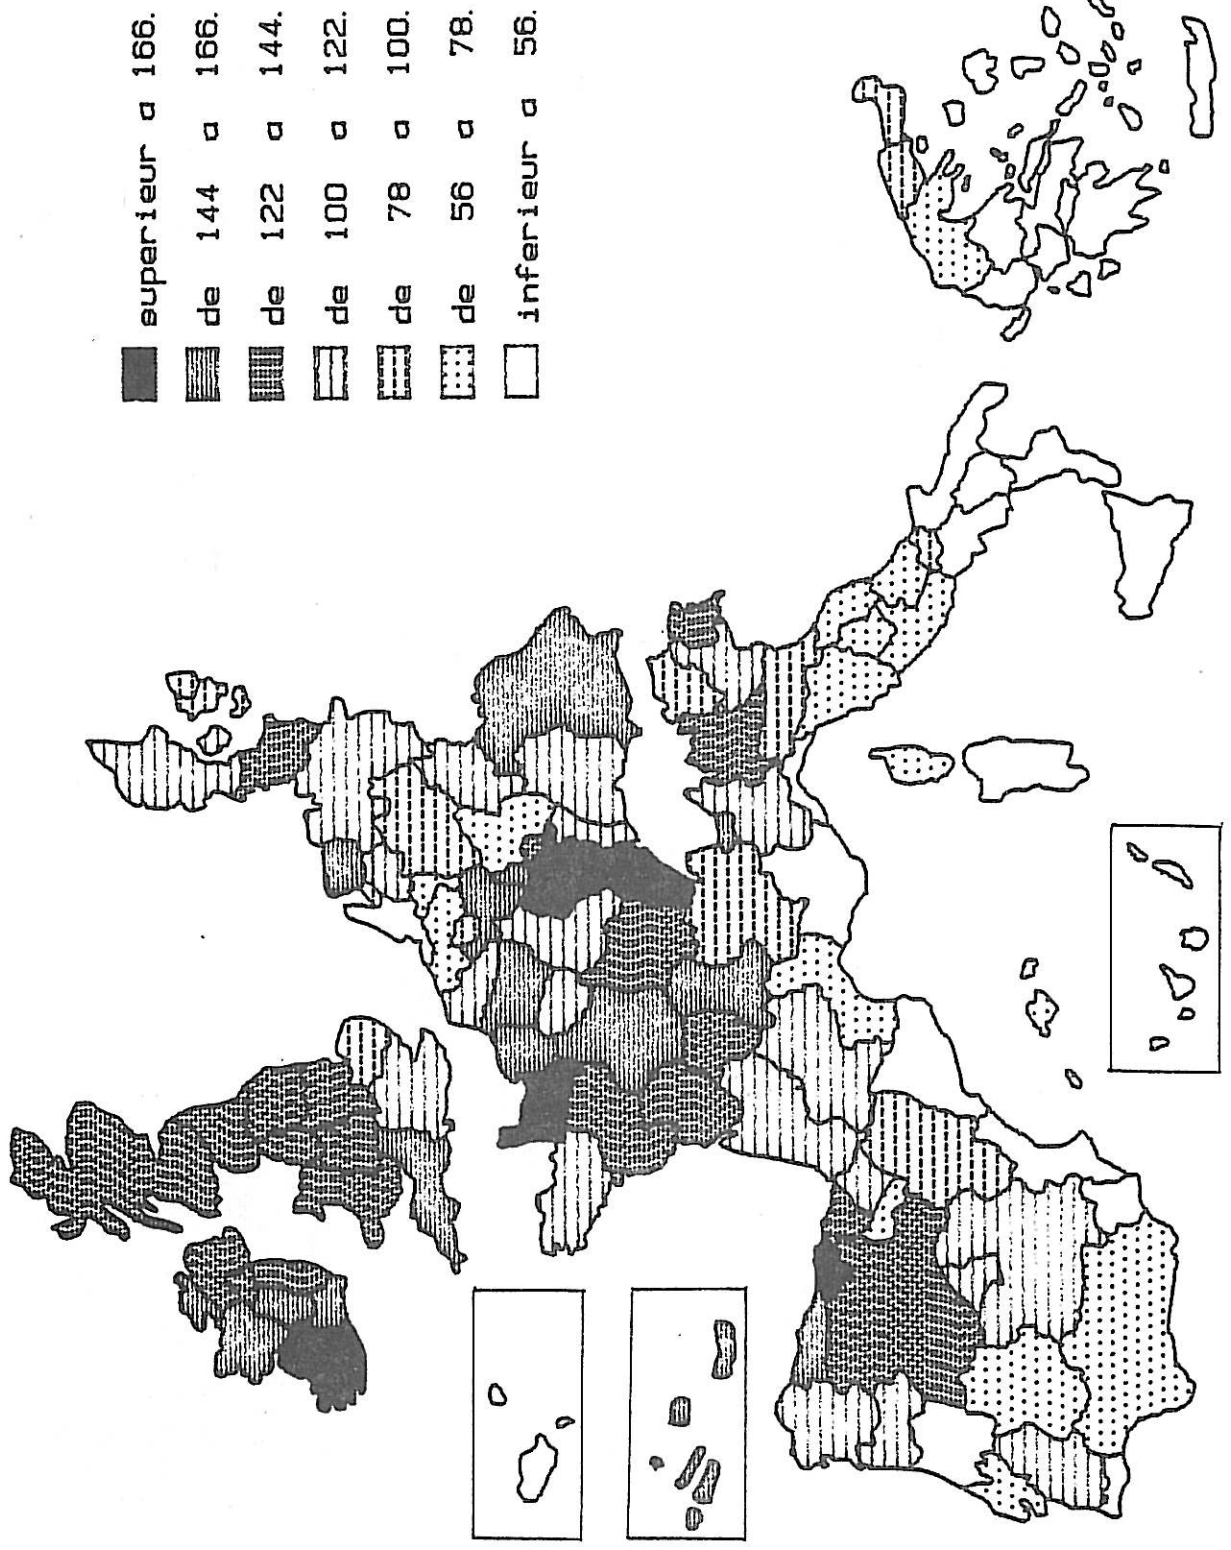 superieur a 166.
de 144 a 166.
de 122 a 144.
de 100 a 122.
de 78 a 100.
de 56 a 78.
inferieur a 56.